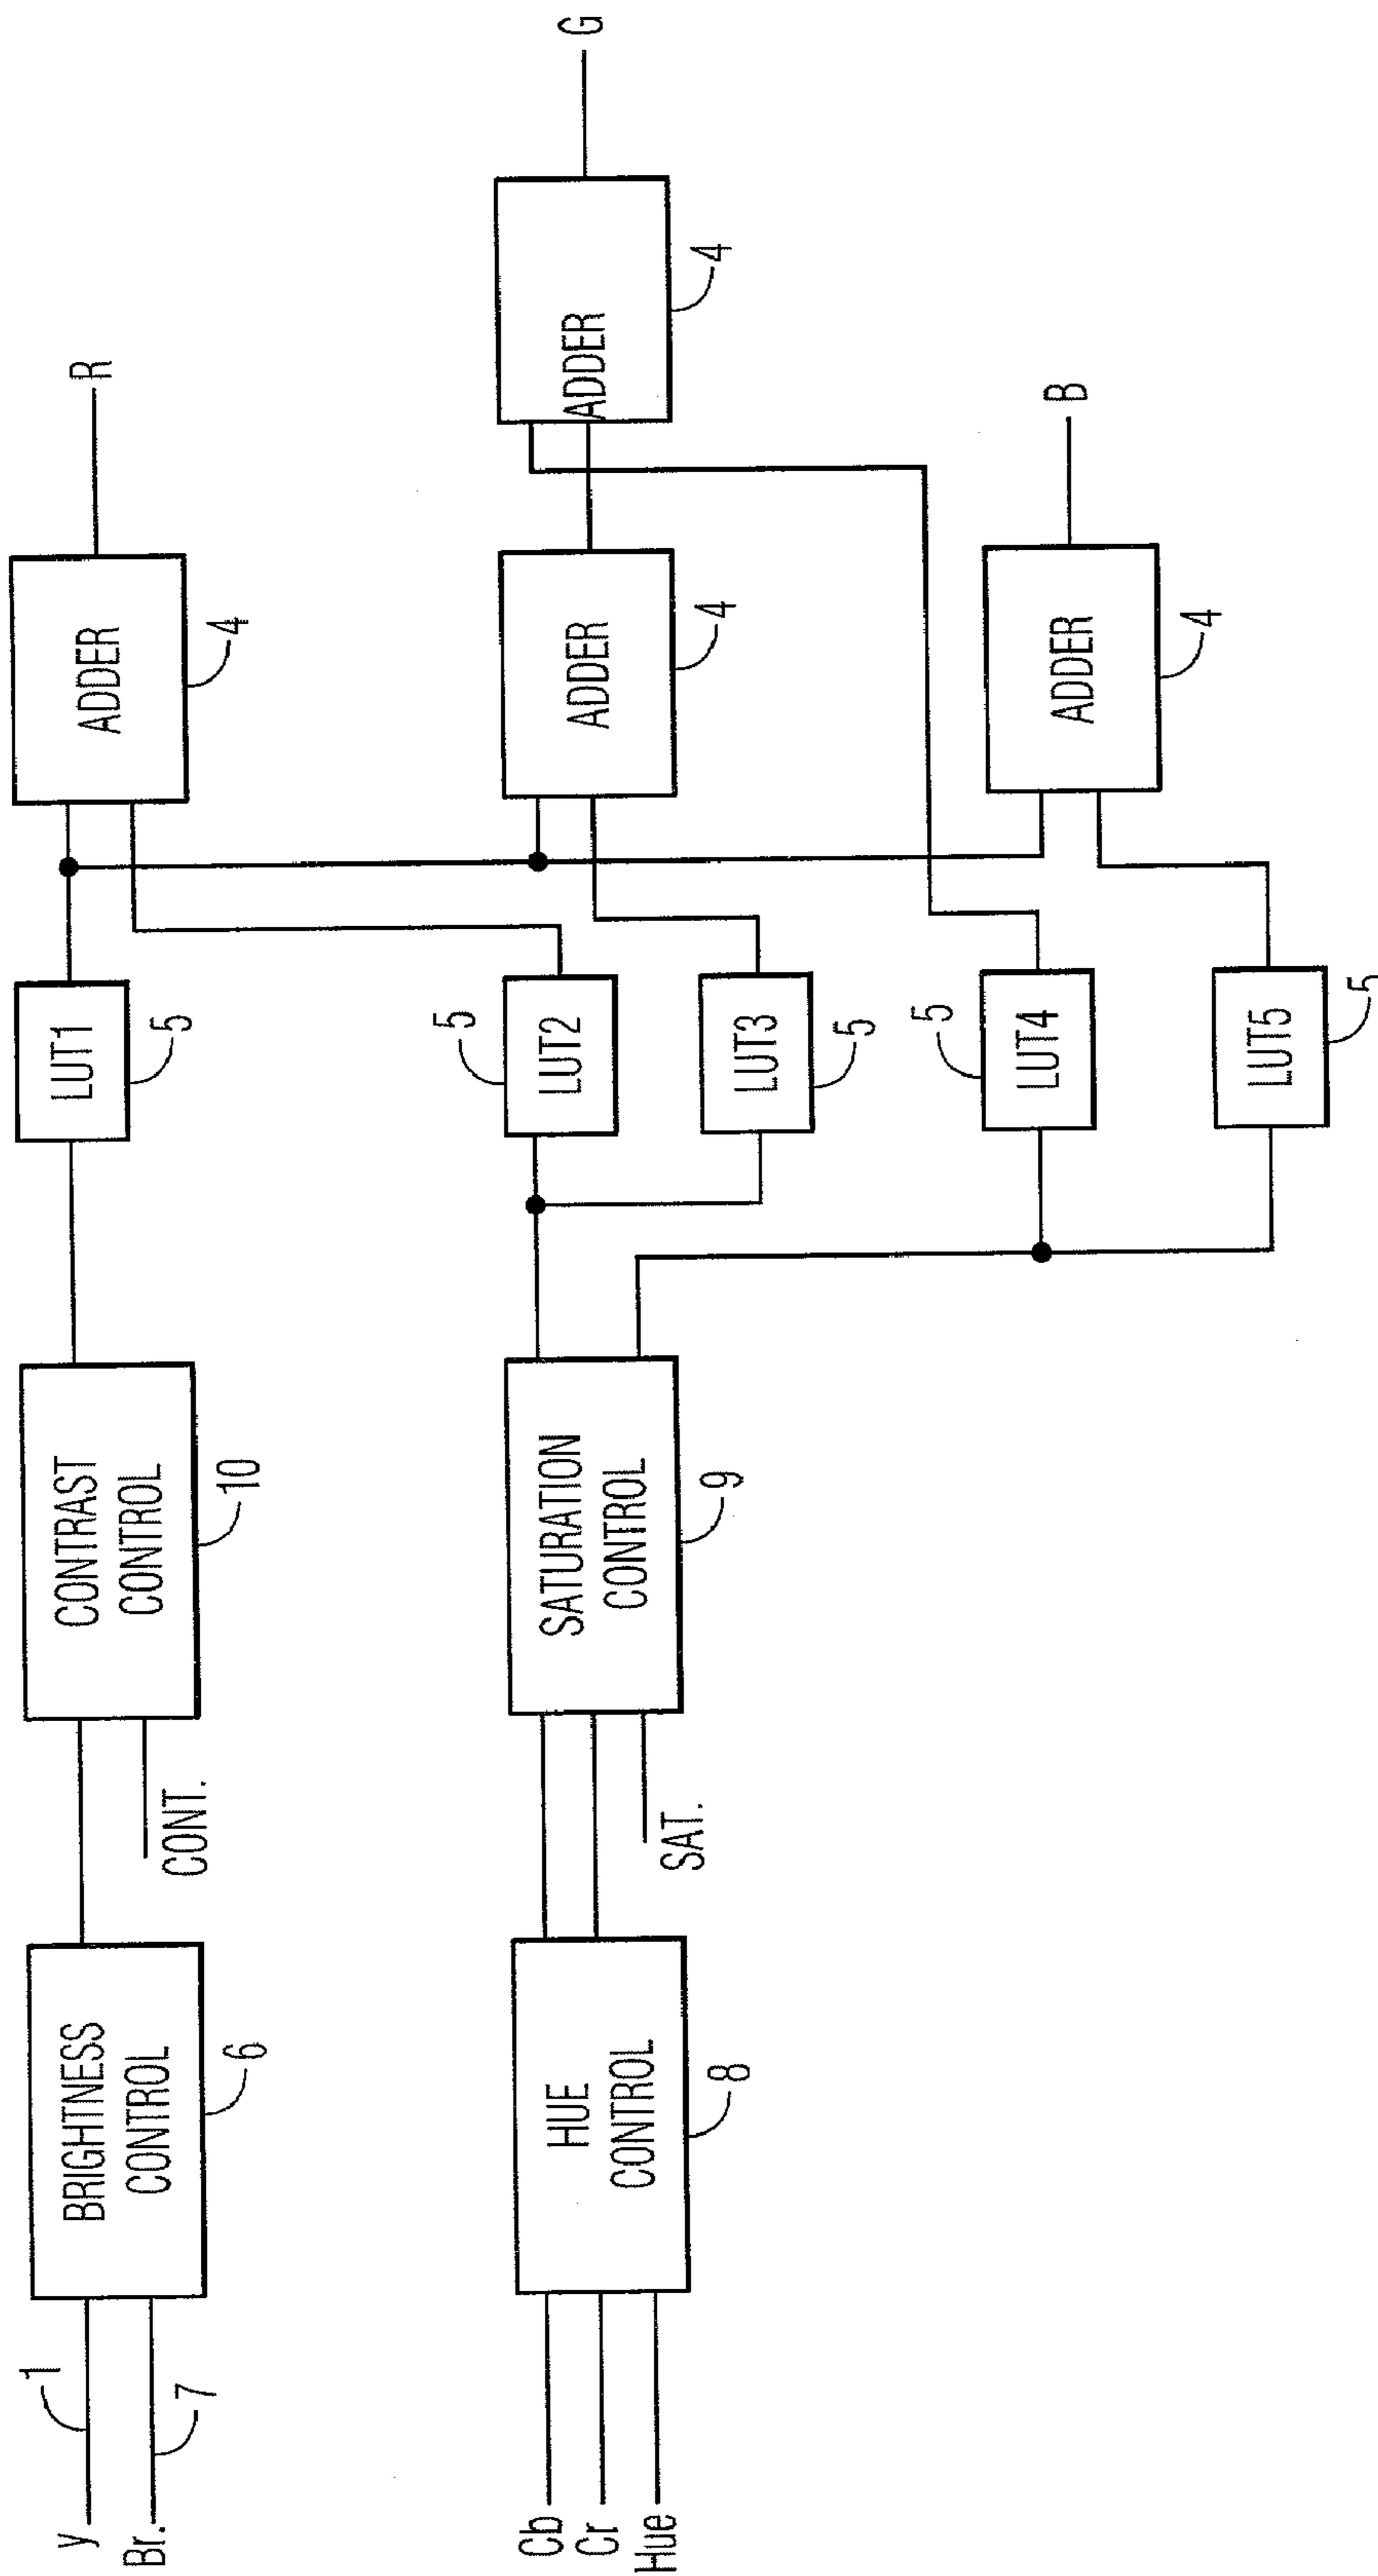 y
1
Br.
7
BRIGHTNESS
CONTROL
6
CONT.
CONTRAST
CONTROL
10
LUT1
5
ADDER
4
R
Cb
Cr
Hue
HUE
CONTROL
8
SAT.
SATURATION
CONTROL
9
5
LUT2
LUT3
5
5
LUT4
LUT5
5
ADDER
4
ADDER
4
G
ADDER
4
B